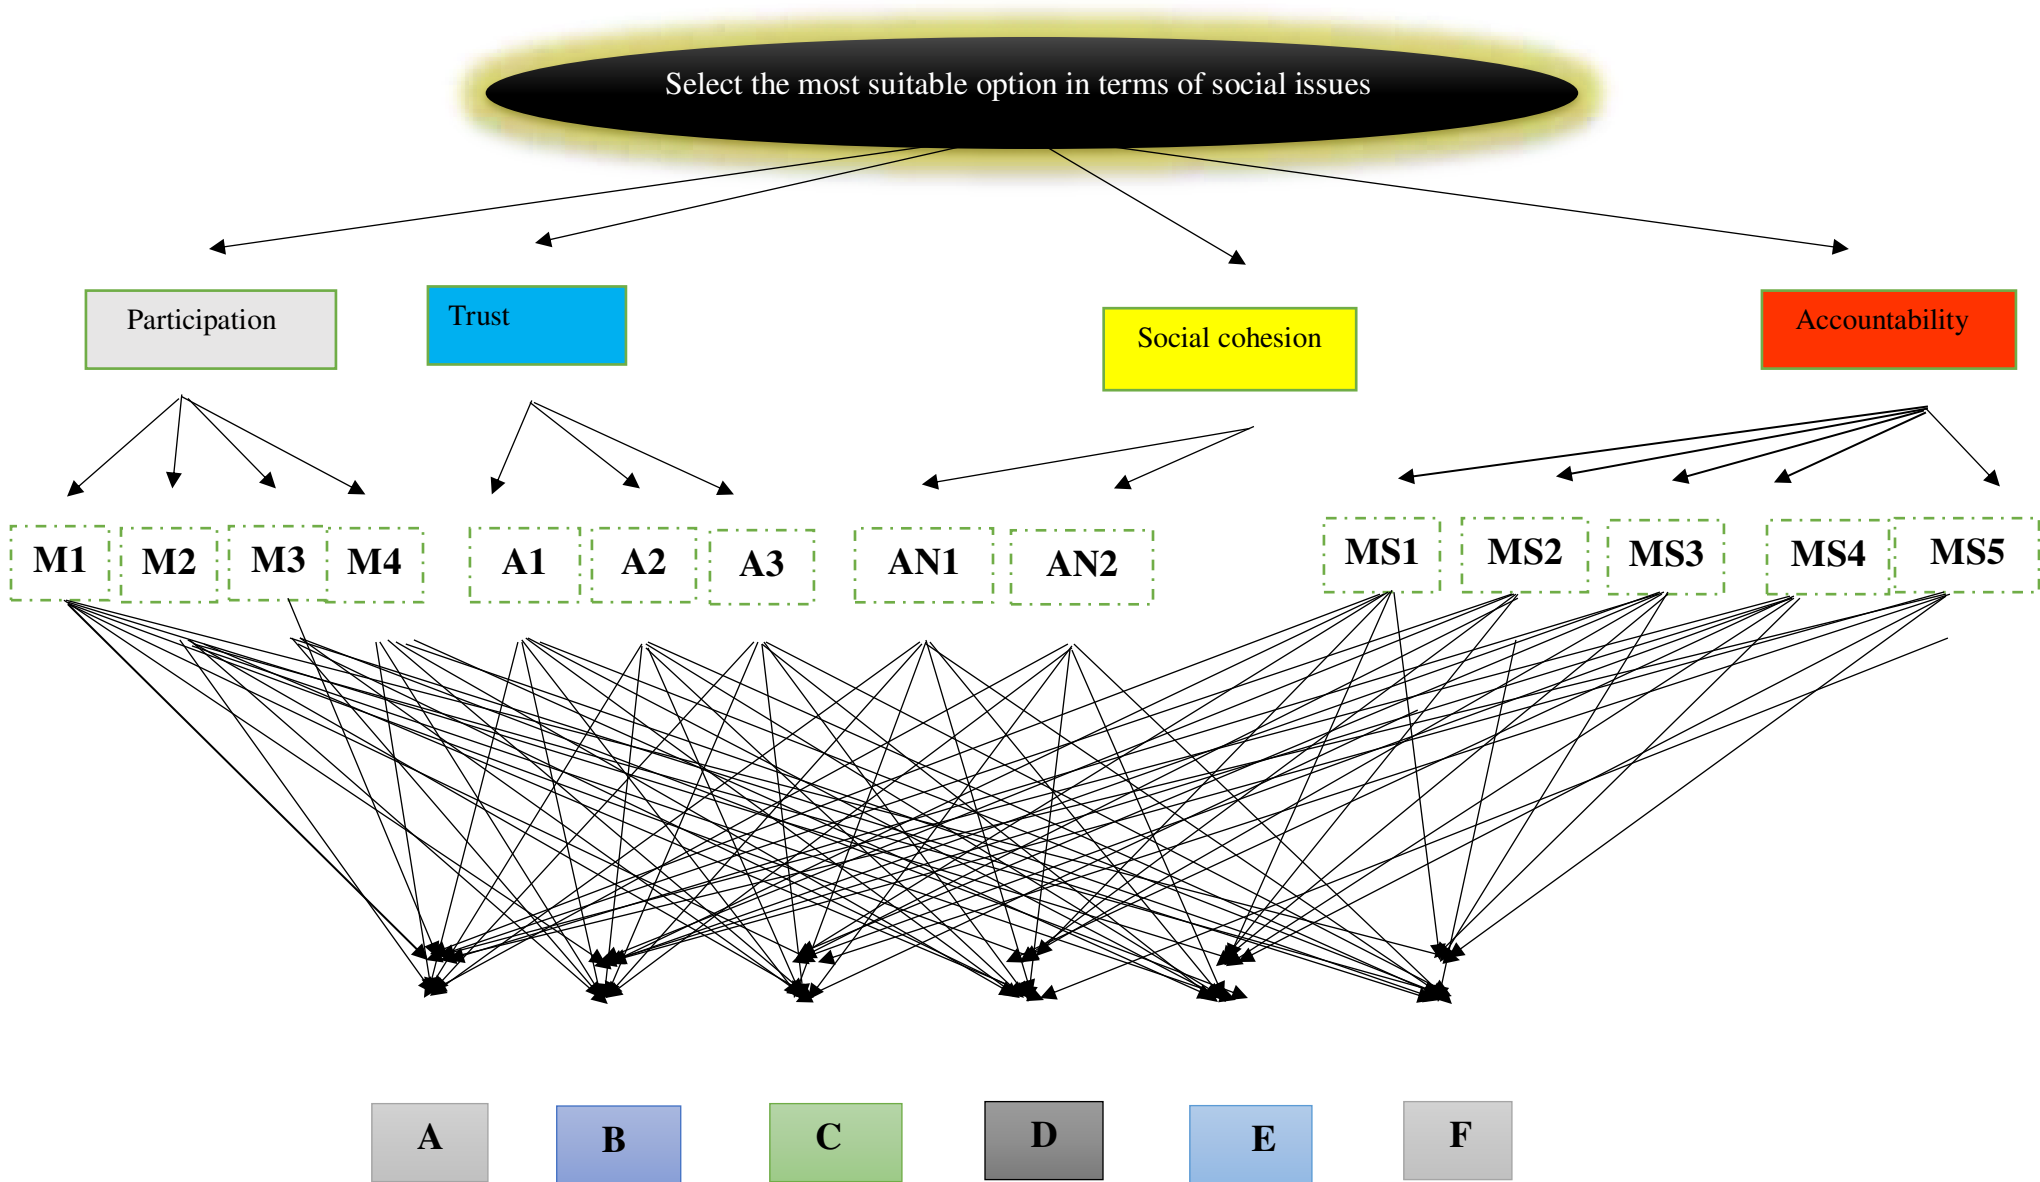 Select the most suitable option in terms of social issues
Participation
Trust
Social cohesion
Accountability
M1
M2
M3
M4
A1
A2
A3
AN1
AN2
MS1
MS2
MS3
MS4
MS5
A
B
C
D
E
F